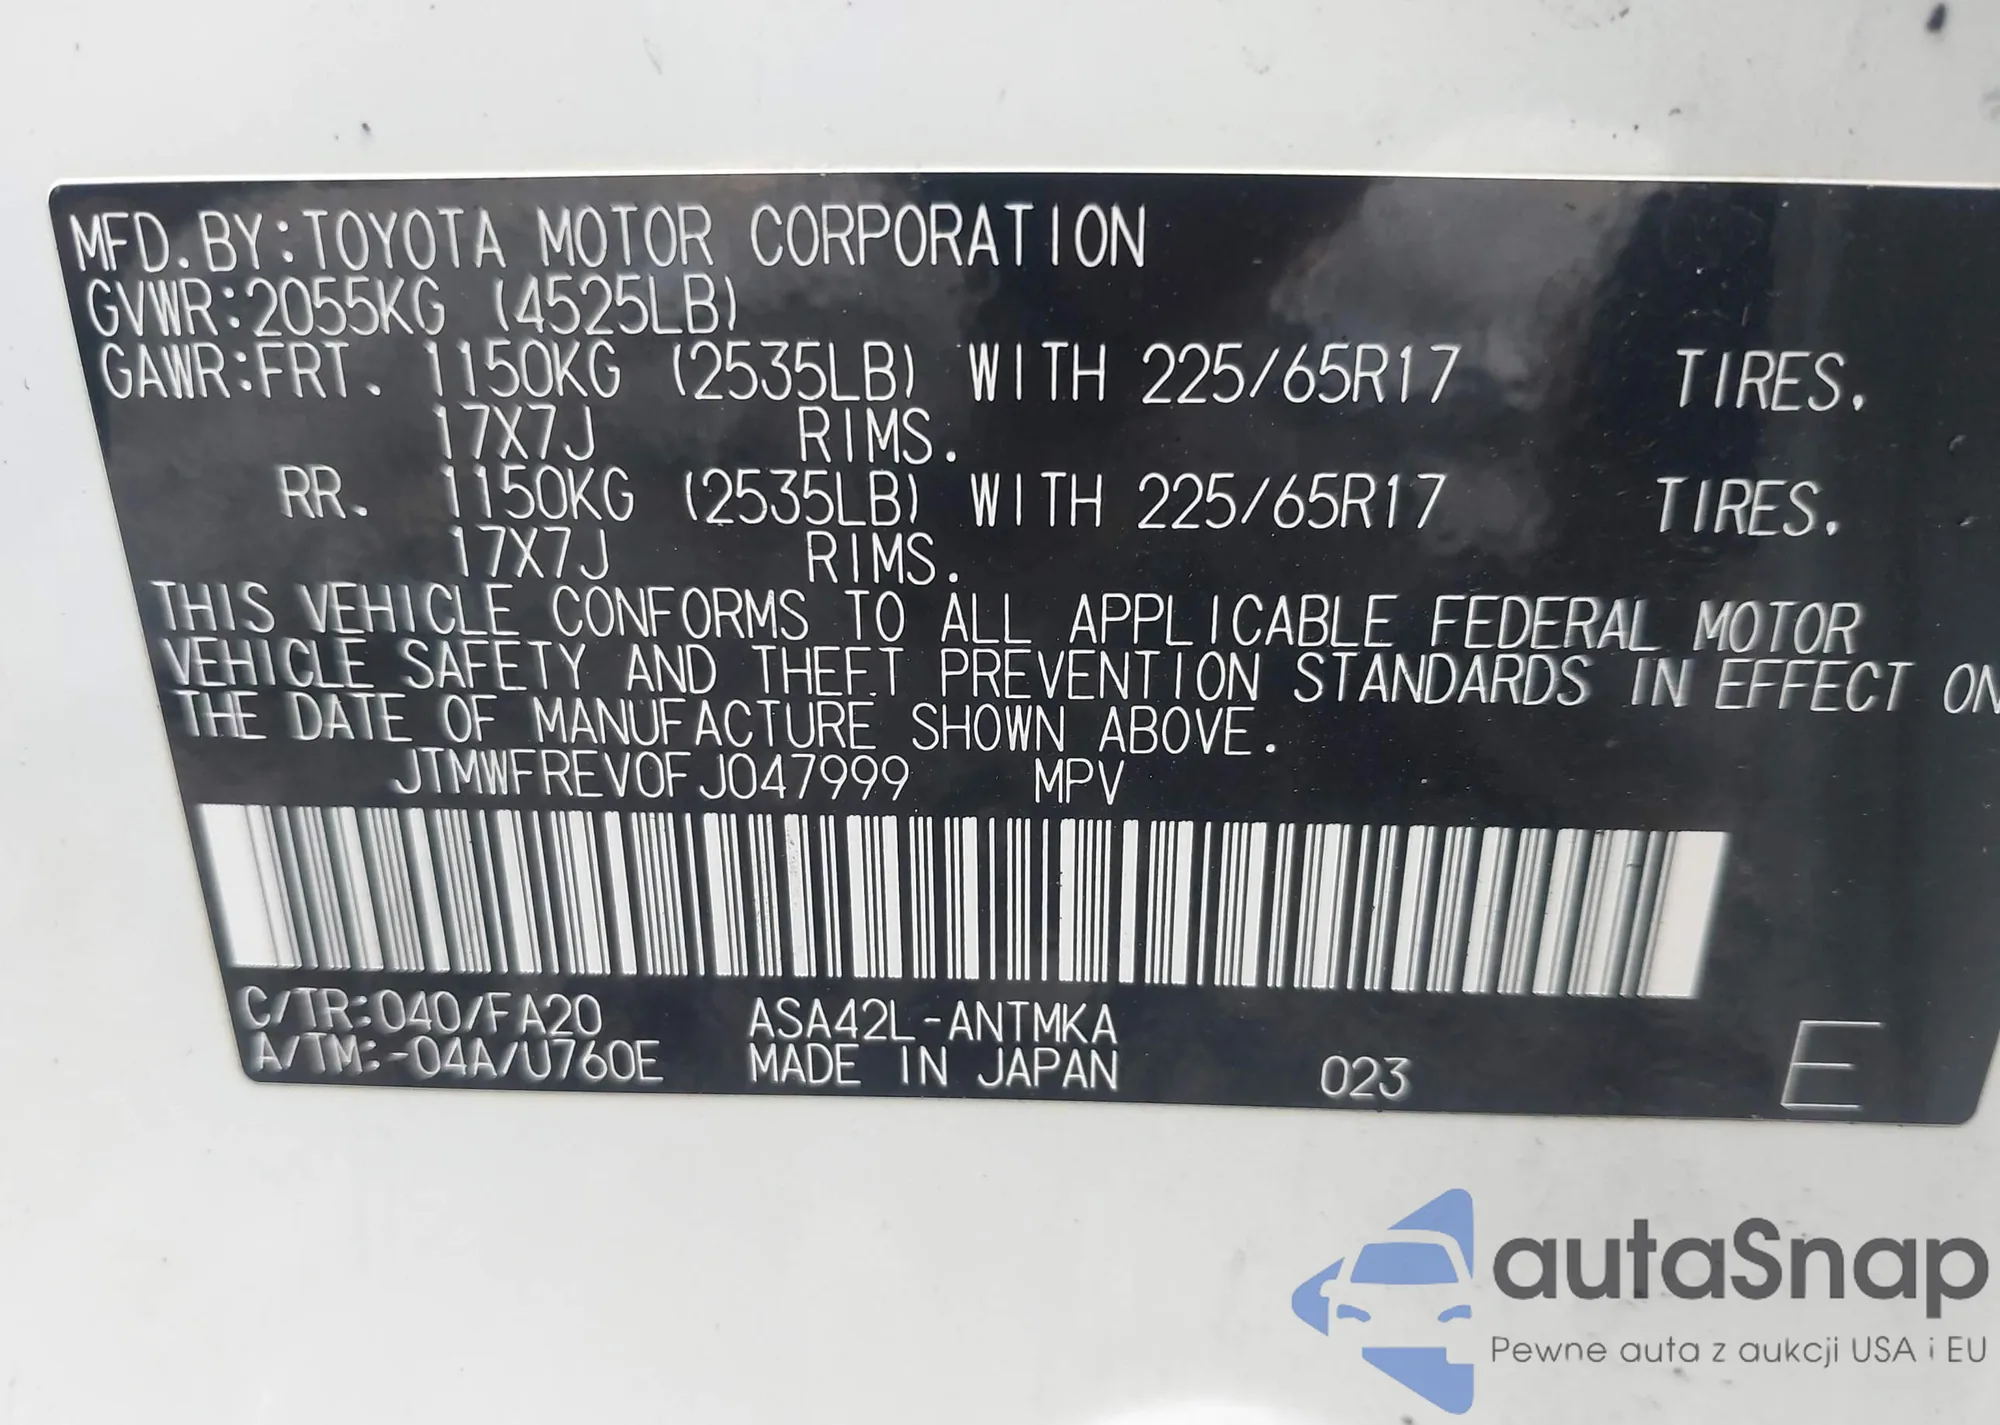 MFD. BY:TOYOTA MOTOR CORPORATION
GVWR:2055KG (4525LB)
GAWR:FRT. 1150KG (2535LB) WITH 225/65R17 TIRES.
17X7J RIMS.
RR. 1150KG (2535LB) WITH 225/65R17 TIRES.
17X7J RIMS.
THIS VEHICLE CONFORMS TO ALL APPLICABLE FEDERAL MOTOR
VEHICLE SAFETY AND THEFT PREVENTION STANDARDS IN EFFECT ON
THE DATE OF MANUFACTURE SHOWN ABOVE.
JTMWFREV0FJ047999 MPV
C/TR:040/FA20 ASA42L-ANTMKA
A/TM:-04A/U760E MADE IN JAPAN 023 E
autaSnap
Pewne auta z aukcji USA i EU